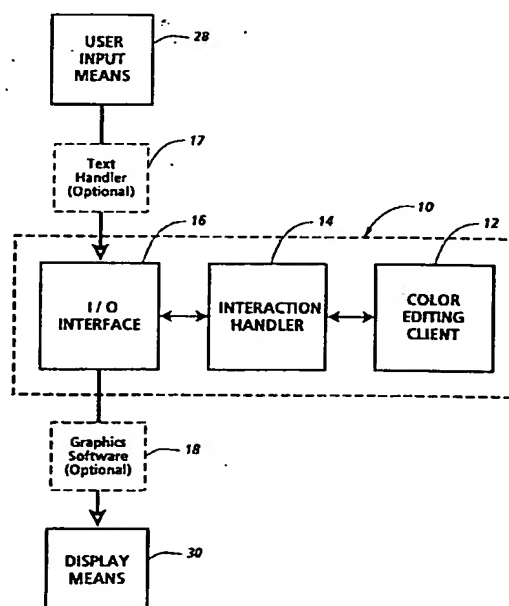 USER
INPUT
MEANS
28
Text
Handler
(Optional)
17
10
16
14
12
I / O
INTERFACE
INTERACTION
HANDLER
COLOR
EDITING
CLIENT
Graphics
Software
(Optional)
18
DISPLAY
MEANS
30